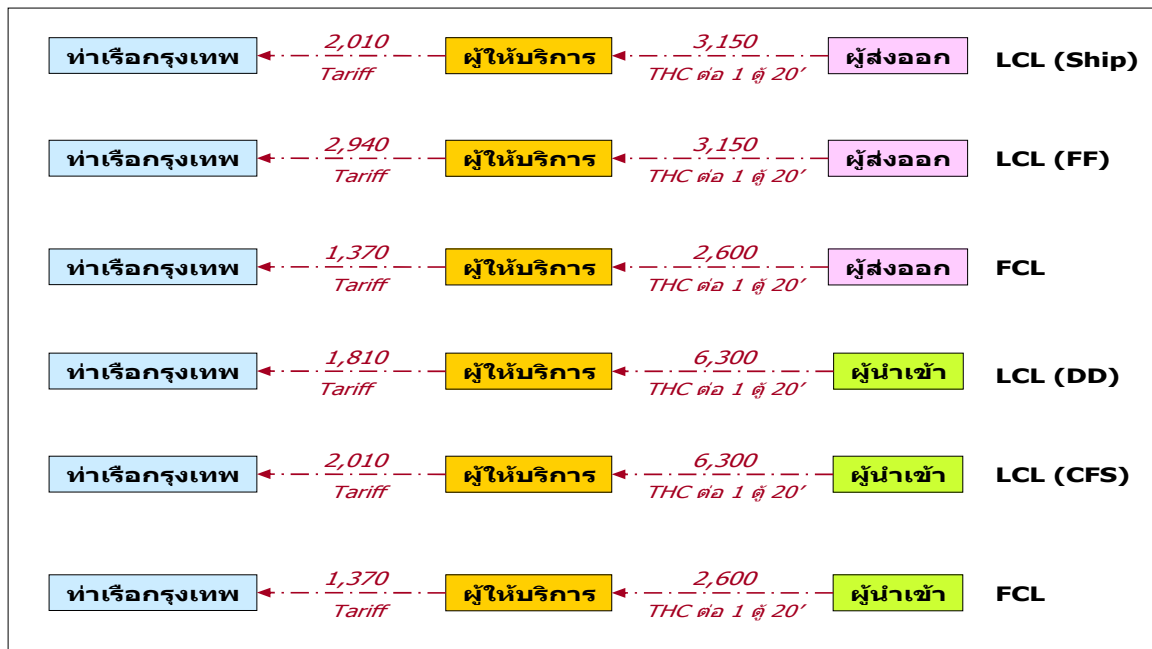 2,010 3,150
ท่าเรือกรุงเทพ ผู้ให้บริการ ผู้ส่งออก LCL (Ship)
Tariff THC ต่อ 1 ตู้ 20’
2,940 3,150
ท่าเรือกรุงเทพ ผู้ให้บริการ ผู้ส่งออก LCL (FF)
Tariff THC ต่อ 1 ตู้ 20’
1,370 2,600
ท่าเรือกรุงเทพ ผู้ให้บริการ ผู้ส่งออก FCL
Tariff THC ต่อ 1 ตู้ 20’
1,810 6,300
ท่าเรือกรุงเทพ ผู้ให้บริการ ผู้นำเข้า LCL (DD)
Tariff THC ต่อ 1 ตู้ 20’
2,010 6,300
ท่าเรือกรุงเทพ ผู้ให้บริการ ผู้นำเข้า LCL (CFS)
Tariff THC ต่อ 1 ตู้ 20’
1,370 2,600
ท่าเรือกรุงเทพ ผู้ให้บริการ ผู้นำเข้า FCL
Tariff THC ต่อ 1 ตู้ 20’